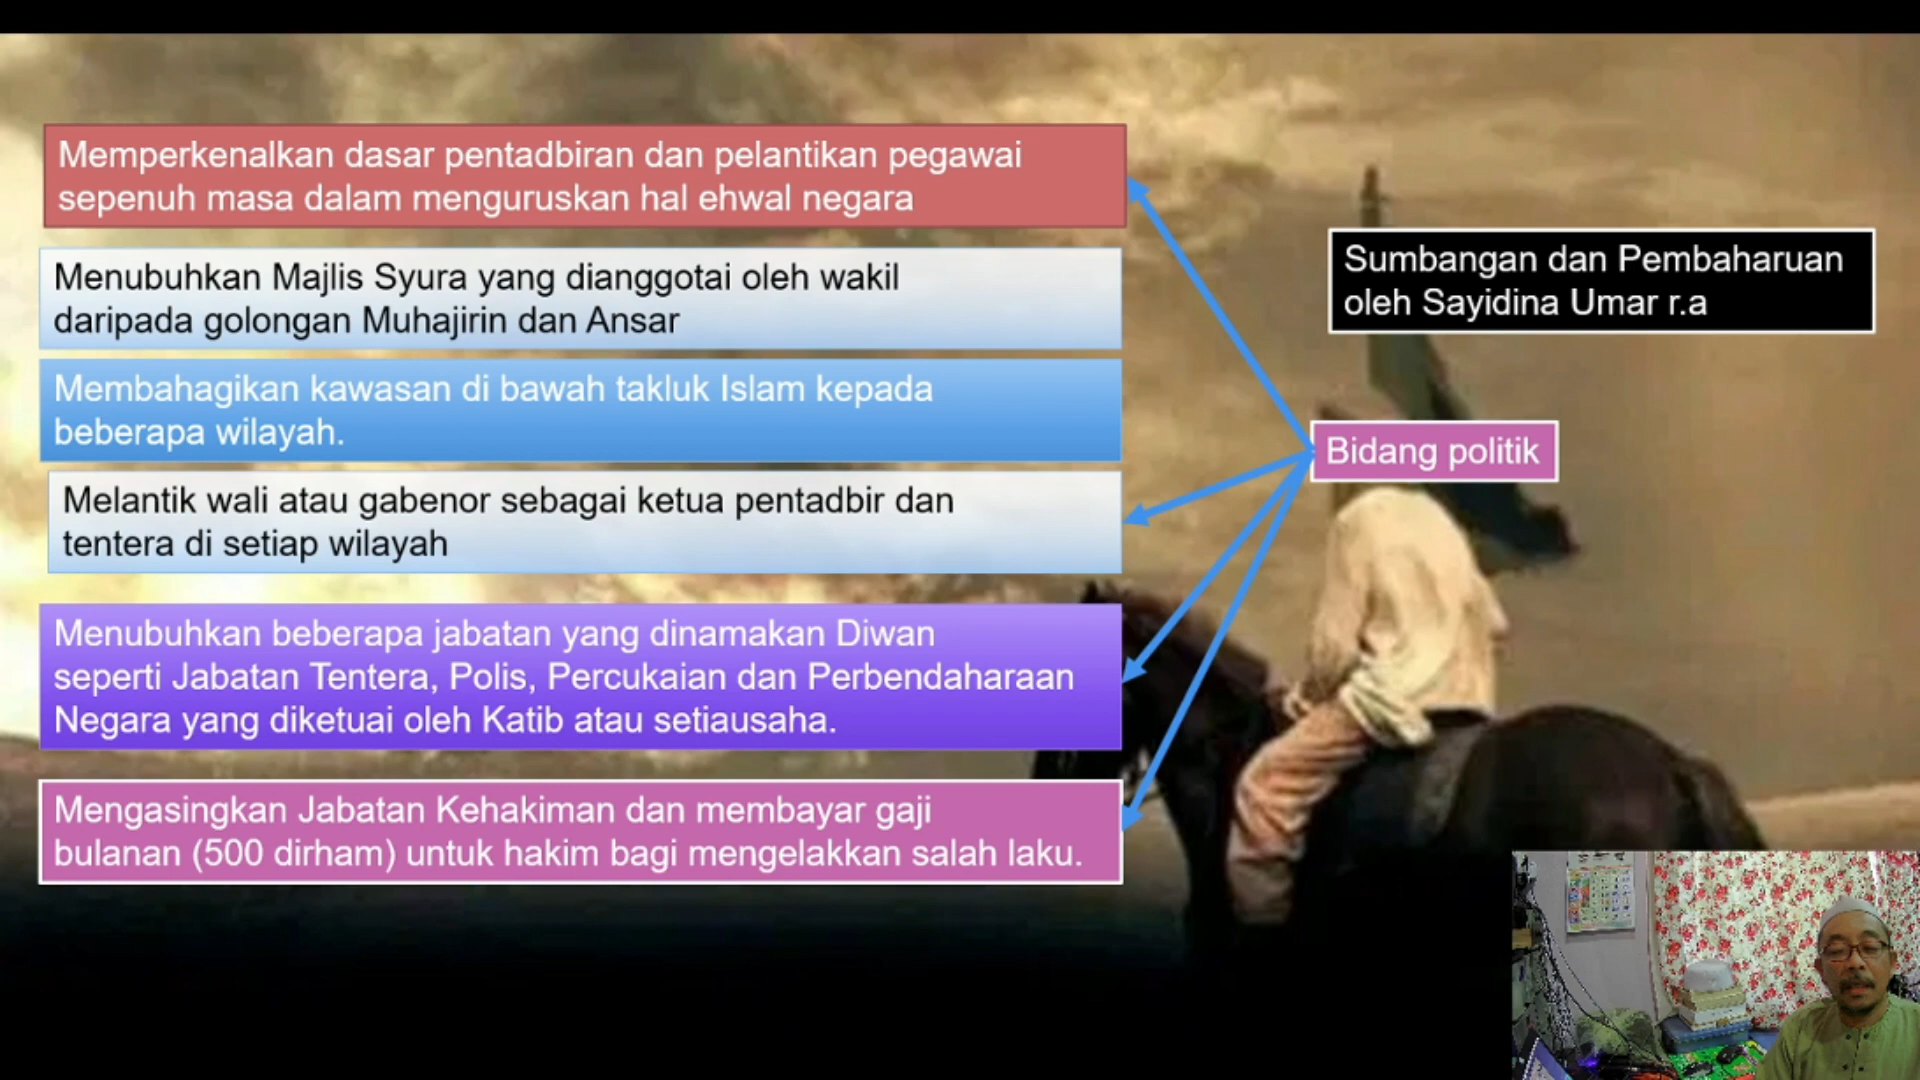 Memperkenalkan dasar pentadbiran dan pelantikan pegawai
sepenuh masa dalam menguruskan hal ehwal negara
Menubuhkan Majlis Syura yang dianggotai oleh wakil
daripada golongan Muhajirin dan Ansar
Membahagikan kawasan di bawah takluk Islam kepada
beberapa wilayah.
Melantik wali atau gabenor sebagai ketua pentadbir dan
tentera di setiap wilayah
Menubuhkan beberapa jabatan yang dinamakan Diwan
seperti Jabatan Tentera, Polis, Percukaian dan Perbendaharaan
Negara yang diketuai oleh Katib atau setiausaha.
Mengasingkan Jabatan Kehakiman dan membayar gaji
bulanan (500 dirham) untuk hakim bagi mengelakkan salah laku.
Sumbangan dan Pembaharuan
oleh Sayidina Umar r.a
Bidang politik